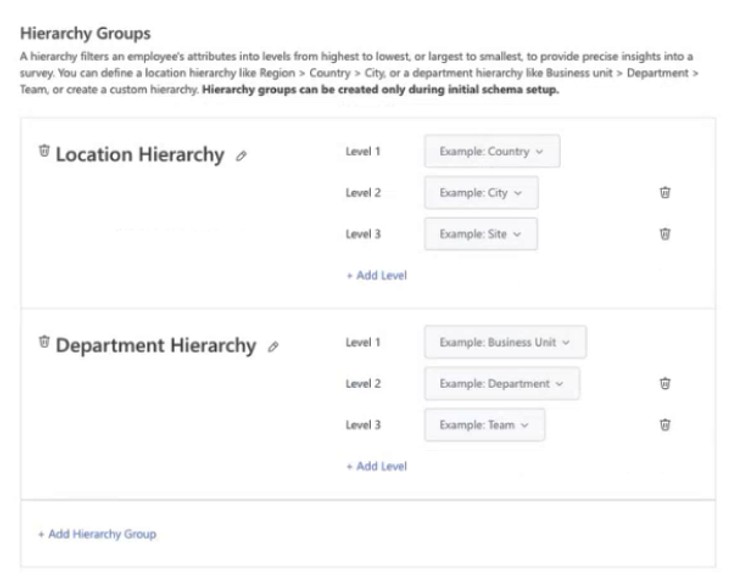 Hierarchy Groups
A hierarchy filters an employee's attributes into levels from highest to lowest, or largest to smallest, to provide precise insights into a
survey. You can define a location hierarchy like Region > Country > City, or a department hierarchy like Business unit > Department >
Team, or create a custom hierarchy. Hierarchy groups can be created only during initial schema setup.
Location Hierarchy
Level 1 Example: Country
Level 2 Example: City
Level 3 Example: Site
+ Add Level
Department Hierarchy
Level 1 Example: Business Unit
Level 2 Example: Department
Level 3 Example: Team
+ Add Level
+ Add Hierarchy Group